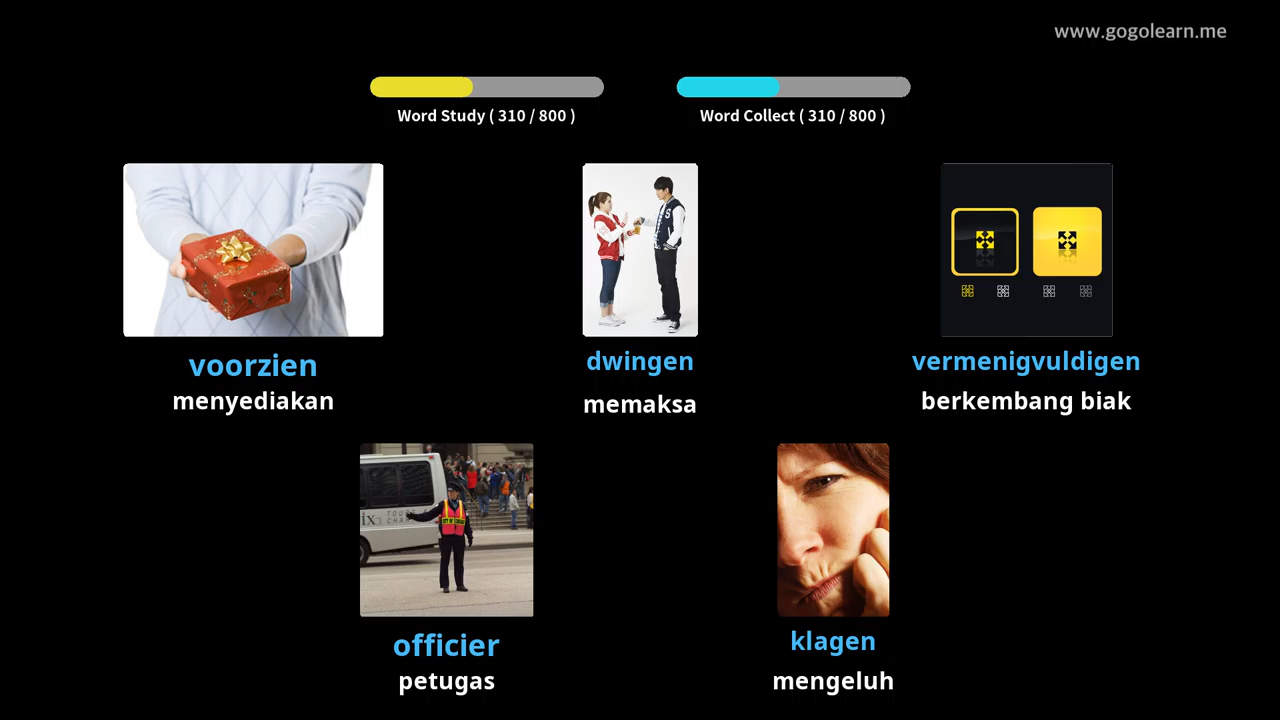 www.gogolearn.me
Word Study ( 310 / 800 )
Word Collect ( 310 / 800 )
voorzien
menyediakan
dwingen
memaksa
vermenigvuldigen
berkembang biak
officier
petugas
klagen
mengeluh